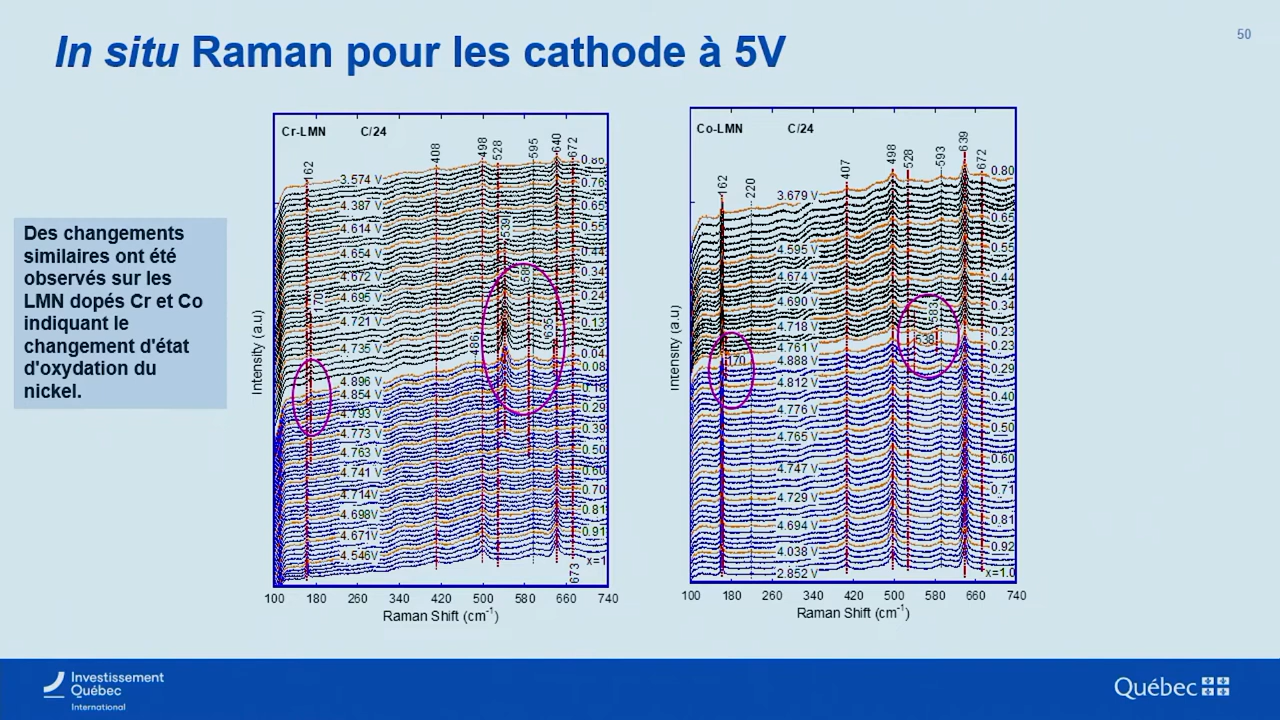 In situ Raman pour les cathode à 5V
50
Des changements
similaires ont été
observés sur les
LMN dopés Cr et Co
indiquant le
changement d'état
d'oxydation du
nickel.
Cr-LMN C/24
162
408
498
528
595
640
672
0.86
3.574 V 0.76
4.387 V 0.65
4.614 V 0.55
4.654 V 0.44
4.672 V 0.34
4.695 V 0.24
4.721 V 0.13
4.735 V 0.04
0.08
4.896 V 0.18
4.854 V
4.793 V 0.29
4.773 V 0.39
4.763 V 0.50
4.741 V 0.60
4.714V 0.70
4.698V 0.81
4.671V 0.91
4.546V x=1
539
486
635
673
Intensity (a.u)
100 180 260 340 420 500 580 660 740
Raman Shift (cm-1)
Co-LMN C/24
162
220
407
498
528
593
639
672
0.80
3.679 V
0.65
4.595 V 0.55
4.674 V 0.44
4.690 V 0.34
4.718 V 0.23
4.761 V 0.23
4.888 V 0.29
4.812 V 0.40
4.776 V 0.50
4.765 V 0.60
4.747 V
4.729 V 0.71
4.694 V 0.81
4.038 V 0.92
2.852 V x=1.0
170
538
583
Intensity (a.u)
100 180 260 340 420 500 580 660 740
Raman Shift (cm-1)
Investissement
Québec
International
Québec